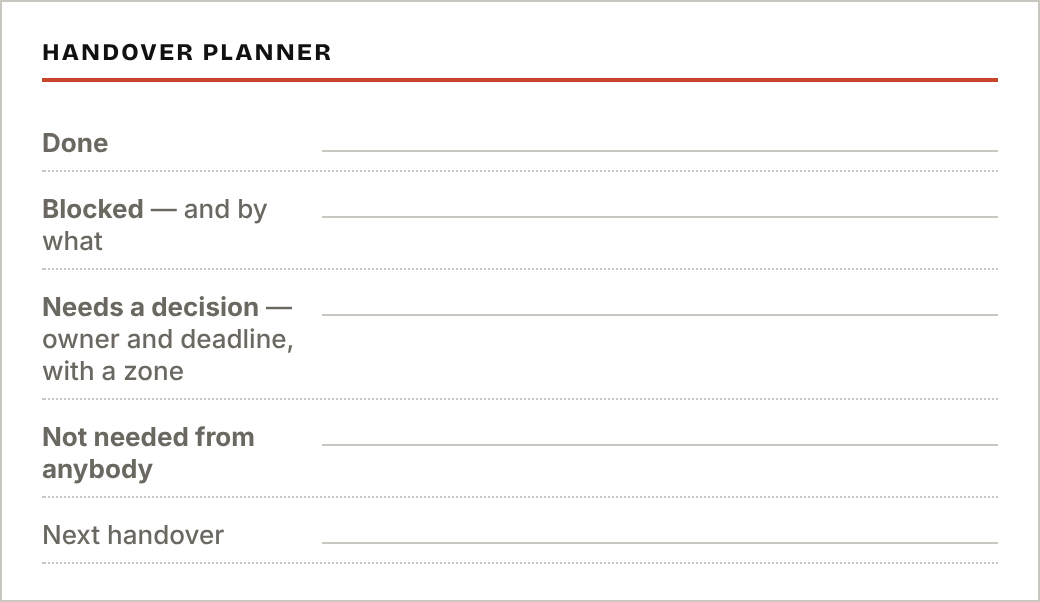 HANDOVER PLANNER
Done
Blocked — and by
what
Needs a decision —
owner and deadline,
with a zone
Not needed from
anybody
Next handover